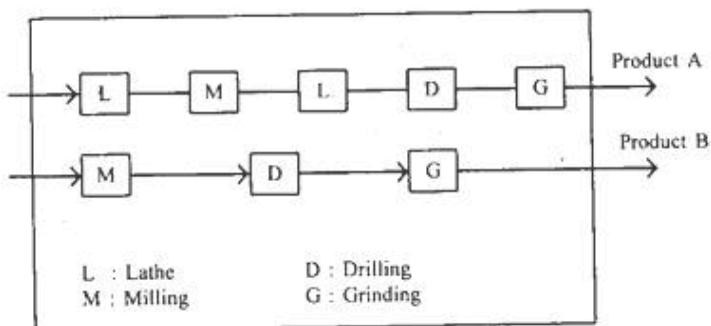 Product A
L M L D G
Product B
M D G
L : Lathe D : Drilling
M : Milling G : Grinding